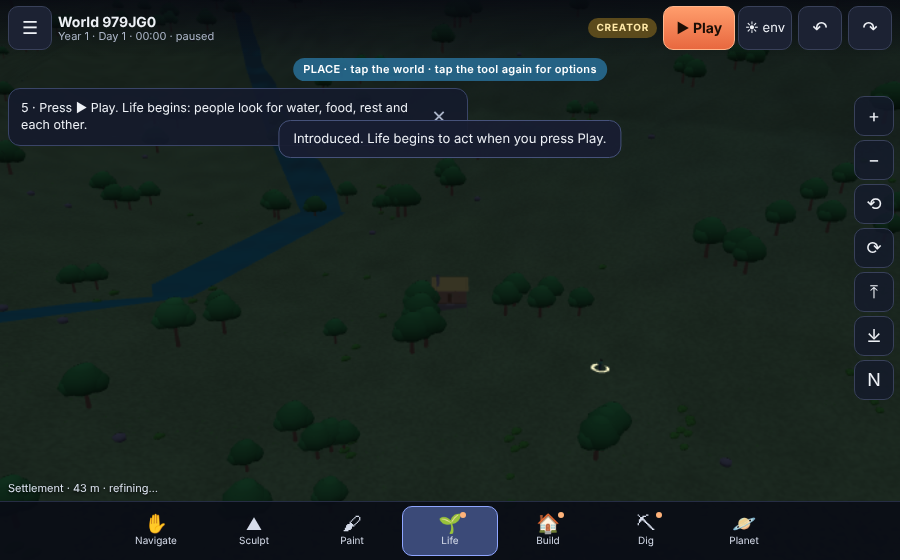 World 979JG0
Year 1 · Day 1 · 00:00 · paused
CREATOR
▶ Play
☀ env
PLACE · tap the world · tap the tool again for options
5 · Press ▶ Play. Life begins: people look for water, food, rest and
each other.
Introduced. Life begins to act when you press Play.
N
Settlement · 43 m · refining…
Navigate
Sculpt
Paint
Life
Build
Dig
Planet